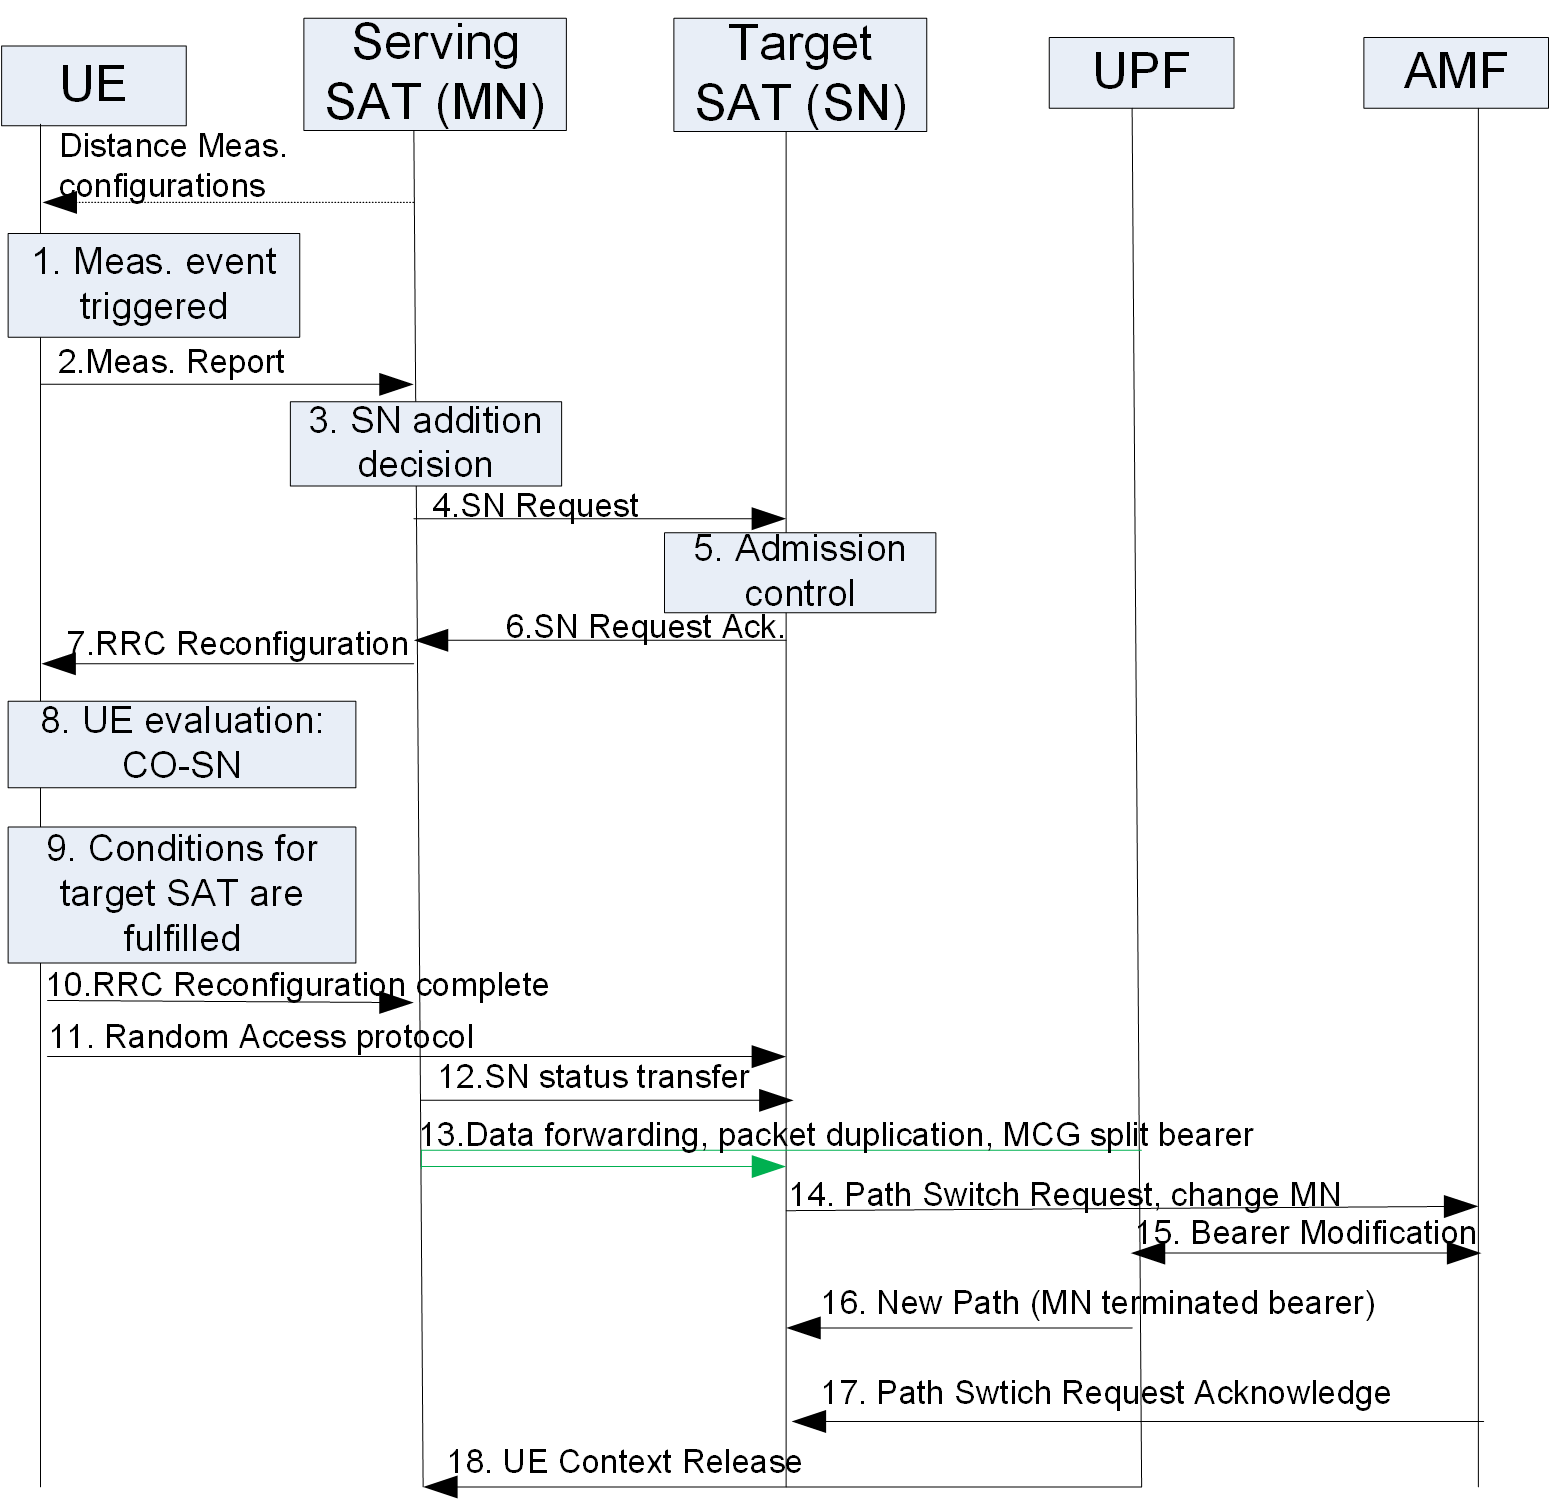 UE
Serving
SAT (MN)
Target
SAT (SN)
UPF
AMF
Distance Meas.
configurations
1. Meas. event
triggered
2.Meas. Report
3. SN addition
decision
4.SN Request
5. Admission
control
6.SN Request Ack.
7.RRC Reconfiguration
8. UE evaluation:
CO-SN
9. Conditions for
target SAT are
fulfilled
10.RRC Reconfiguration complete
11. Random Access protocol
12.SN status transfer
13.Data forwarding, packet duplication, MCG split bearer
14. Path Switch Request, change MN
15. Bearer Modification
16. New Path (MN terminated bearer)
17. Path Swtich Request Acknowledge
18. UE Context Release